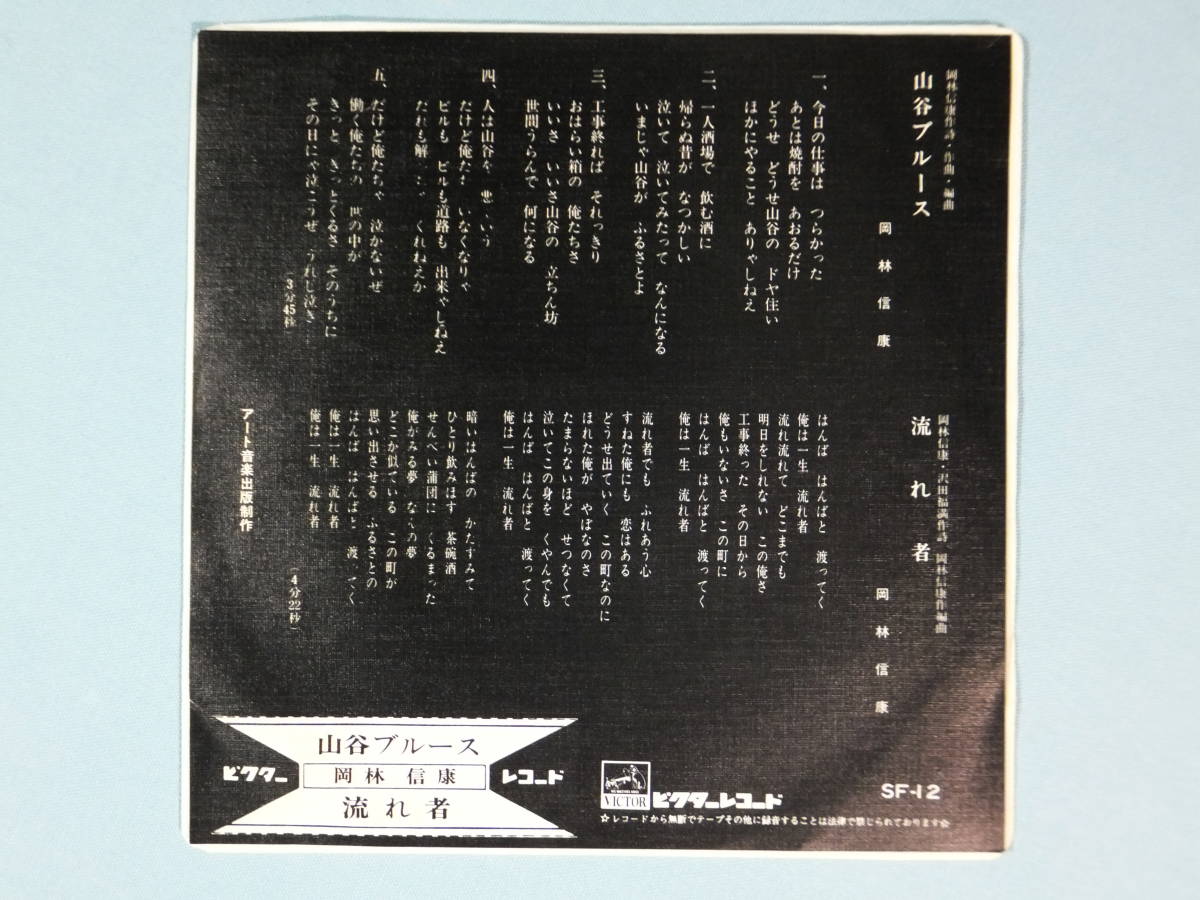 岡林信康作詩・作曲・編曲
山谷ブルース
岡林信康
一、今日の仕事は つらかった
あとは焼酎を あおるだけ
どうせ どうせ山谷の ドヤ住い
ほかにやること ありゃしねえ
二、一人酒場で 飲む酒に
帰らぬ昔が なつかしい
泣いて 泣いてみたって なんになる
いまじゃ山谷が ふるさとよ
三、工事終れば それっきり
おはらい箱の 俺たちさ
いいさ いいさ山谷の 立ちん坊
世間うらんで 何になる
四、人は山谷を 悪くいう
だけど俺たち いなくなりゃ
ビルも ビルも道路も 出来ゃしねえ
だれも解って くれねえか
五、だけど俺たちゃ 泣かないぜ
働く俺たちの 世の中が
きっと きっとくるさ そのうちに
その日にゃ泣こうぜ うれし泣き
(3分45秒)
岡林信康・沢田 作詩 岡林信康作編曲
流れ者
岡林信康
はんば はんばと 渡ってく
俺は一生 流れ者
流れ流れて どこまでも
明日をしれない この俺さ
工事終った その日から
俺もいないさ この町に
はんば はんばと 渡ってく
俺は一生 流れ者
流れ者でも ふれあう心
すねた俺にも 恋はある
どうせ出ていく この町なのに
ほれた俺が やぼなのさ
たまらないほど せつなくて
泣いてこの身を くやんでも
はんば はんばと 渡ってく
俺は一生 流れ者
暗いはんばの かたすみで
ひとり飲みほす 茶碗酒
せんべい蒲団に くるまった
俺がみる夢 なんの夢
どこか似ている この町が
思い出させる ふるさとの
はんば はんばと 渡ってく
俺は一生 流れ者
俺は一生 流れ者
(4分22秒)
アート音楽出版制作
山谷ブルース
ビクター 岡林 信康 レコード
流れ者
VICTOR ビクターレコード
SF-12
☆レコードから無断でテープその他に録音することは法律で禁じられております☆